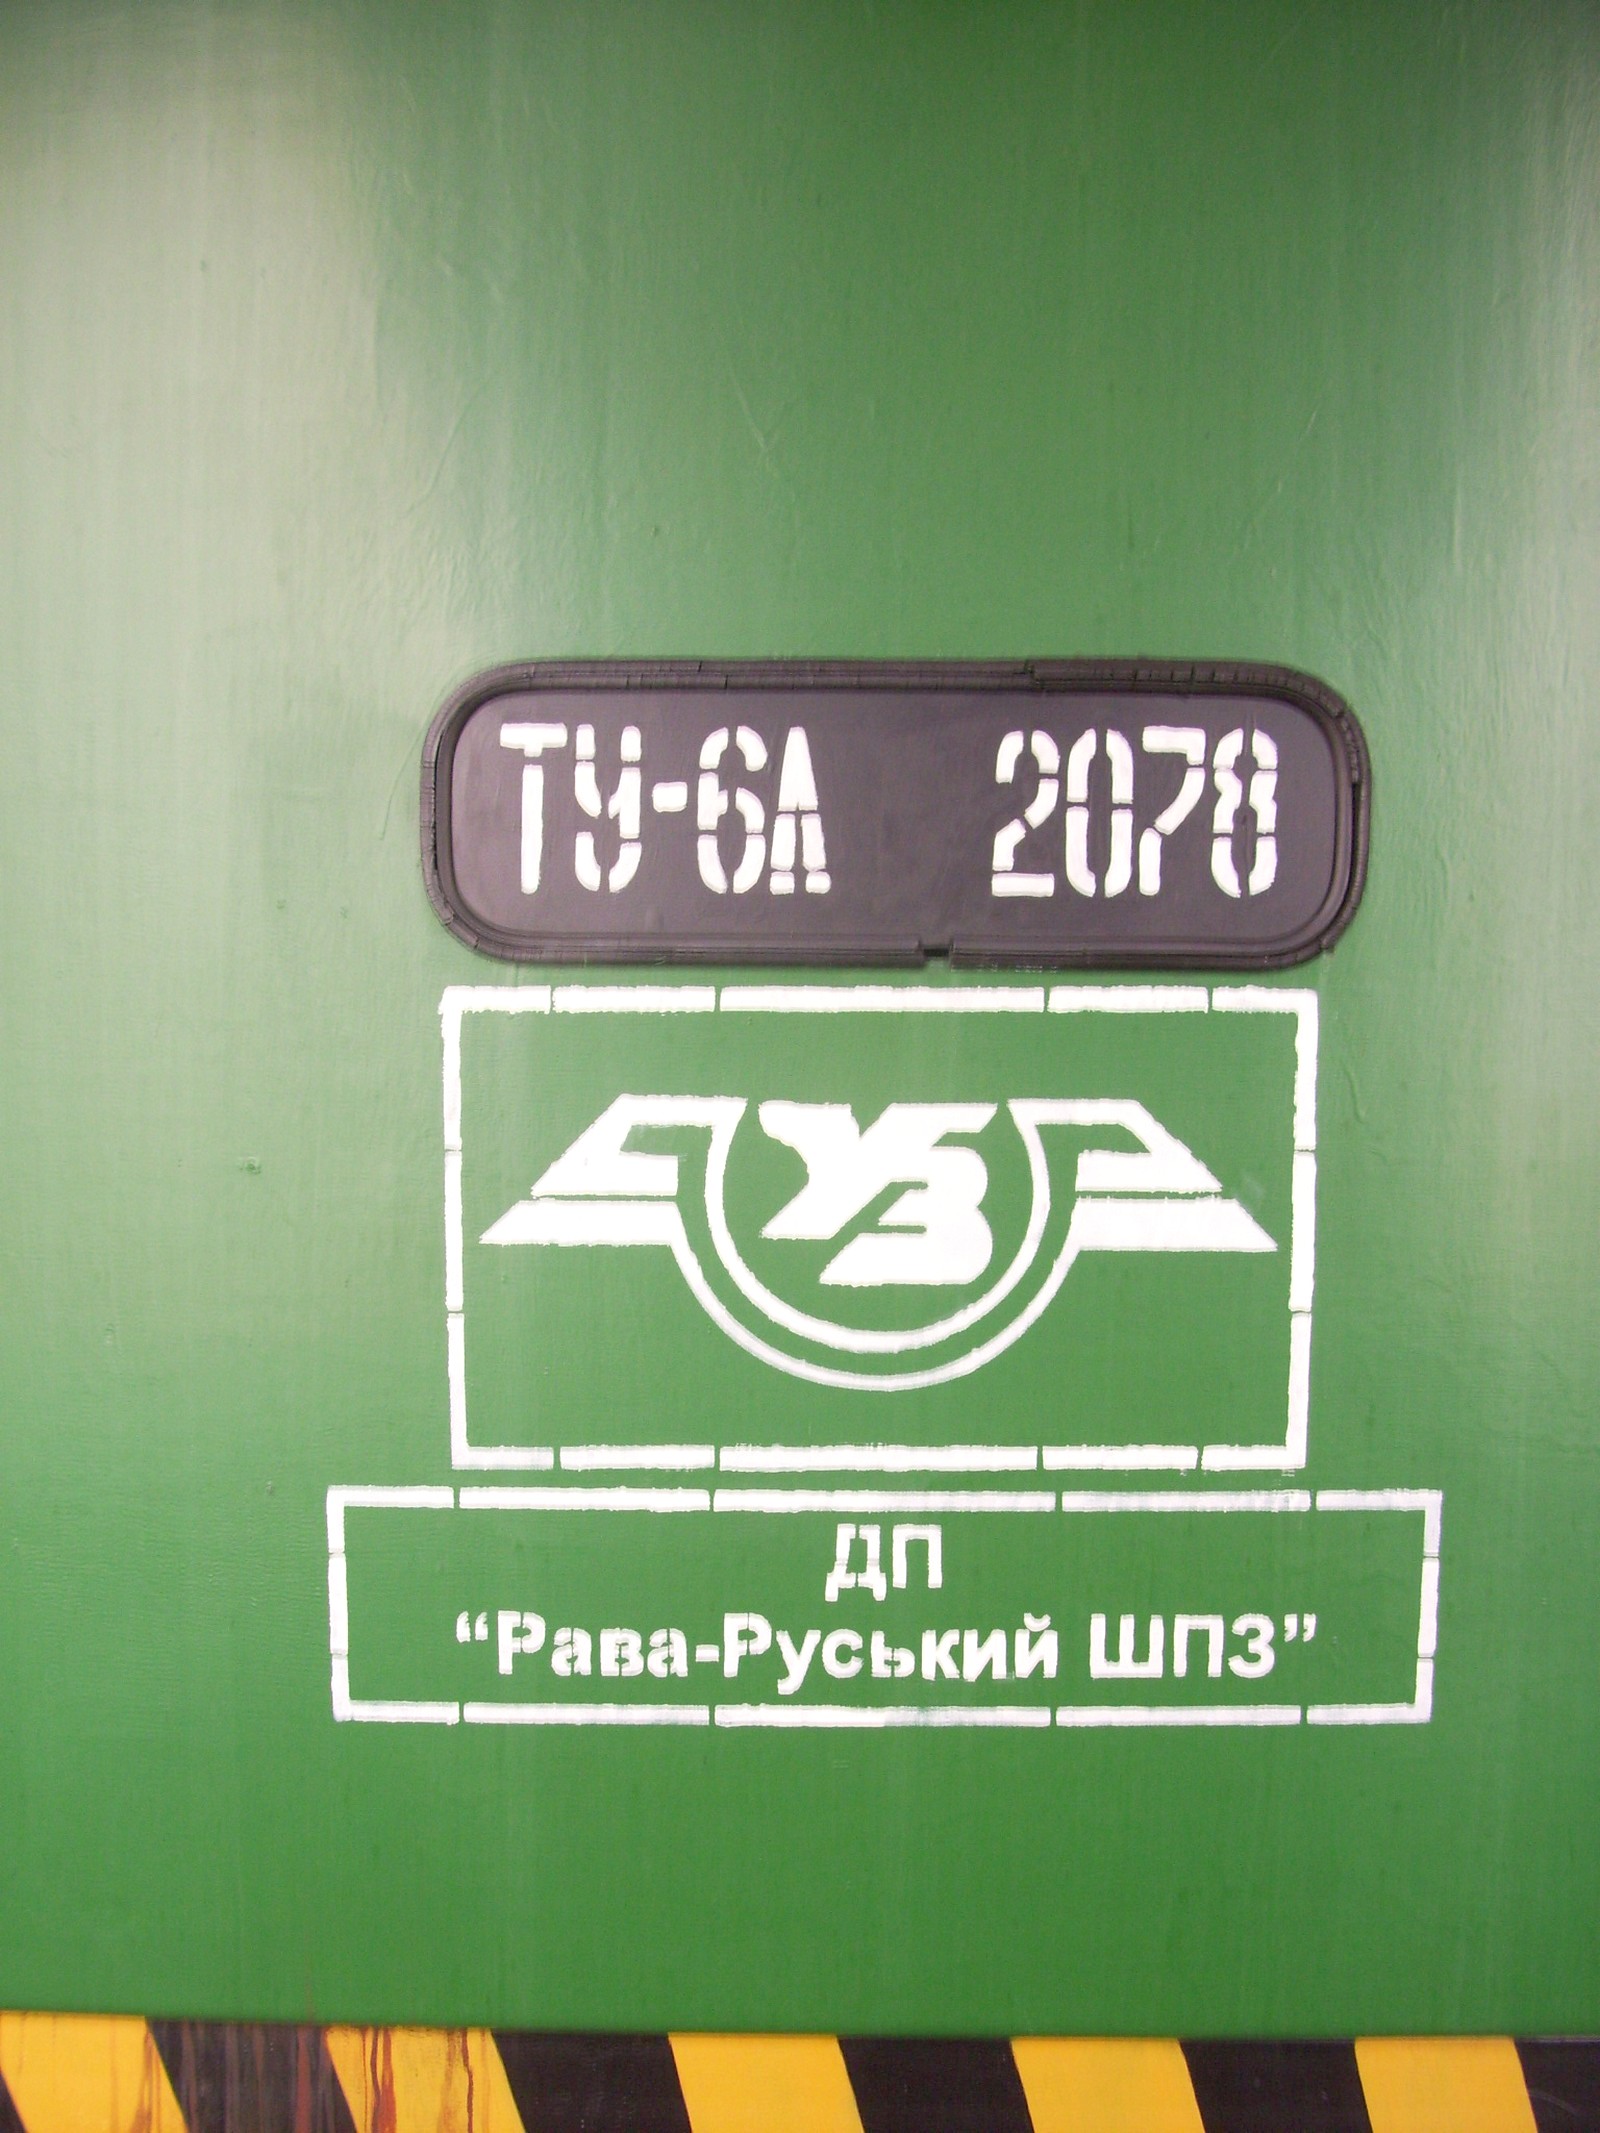 ТУ-6А 2078
УЗ
ДП
“Рава-Руський ШПЗ”